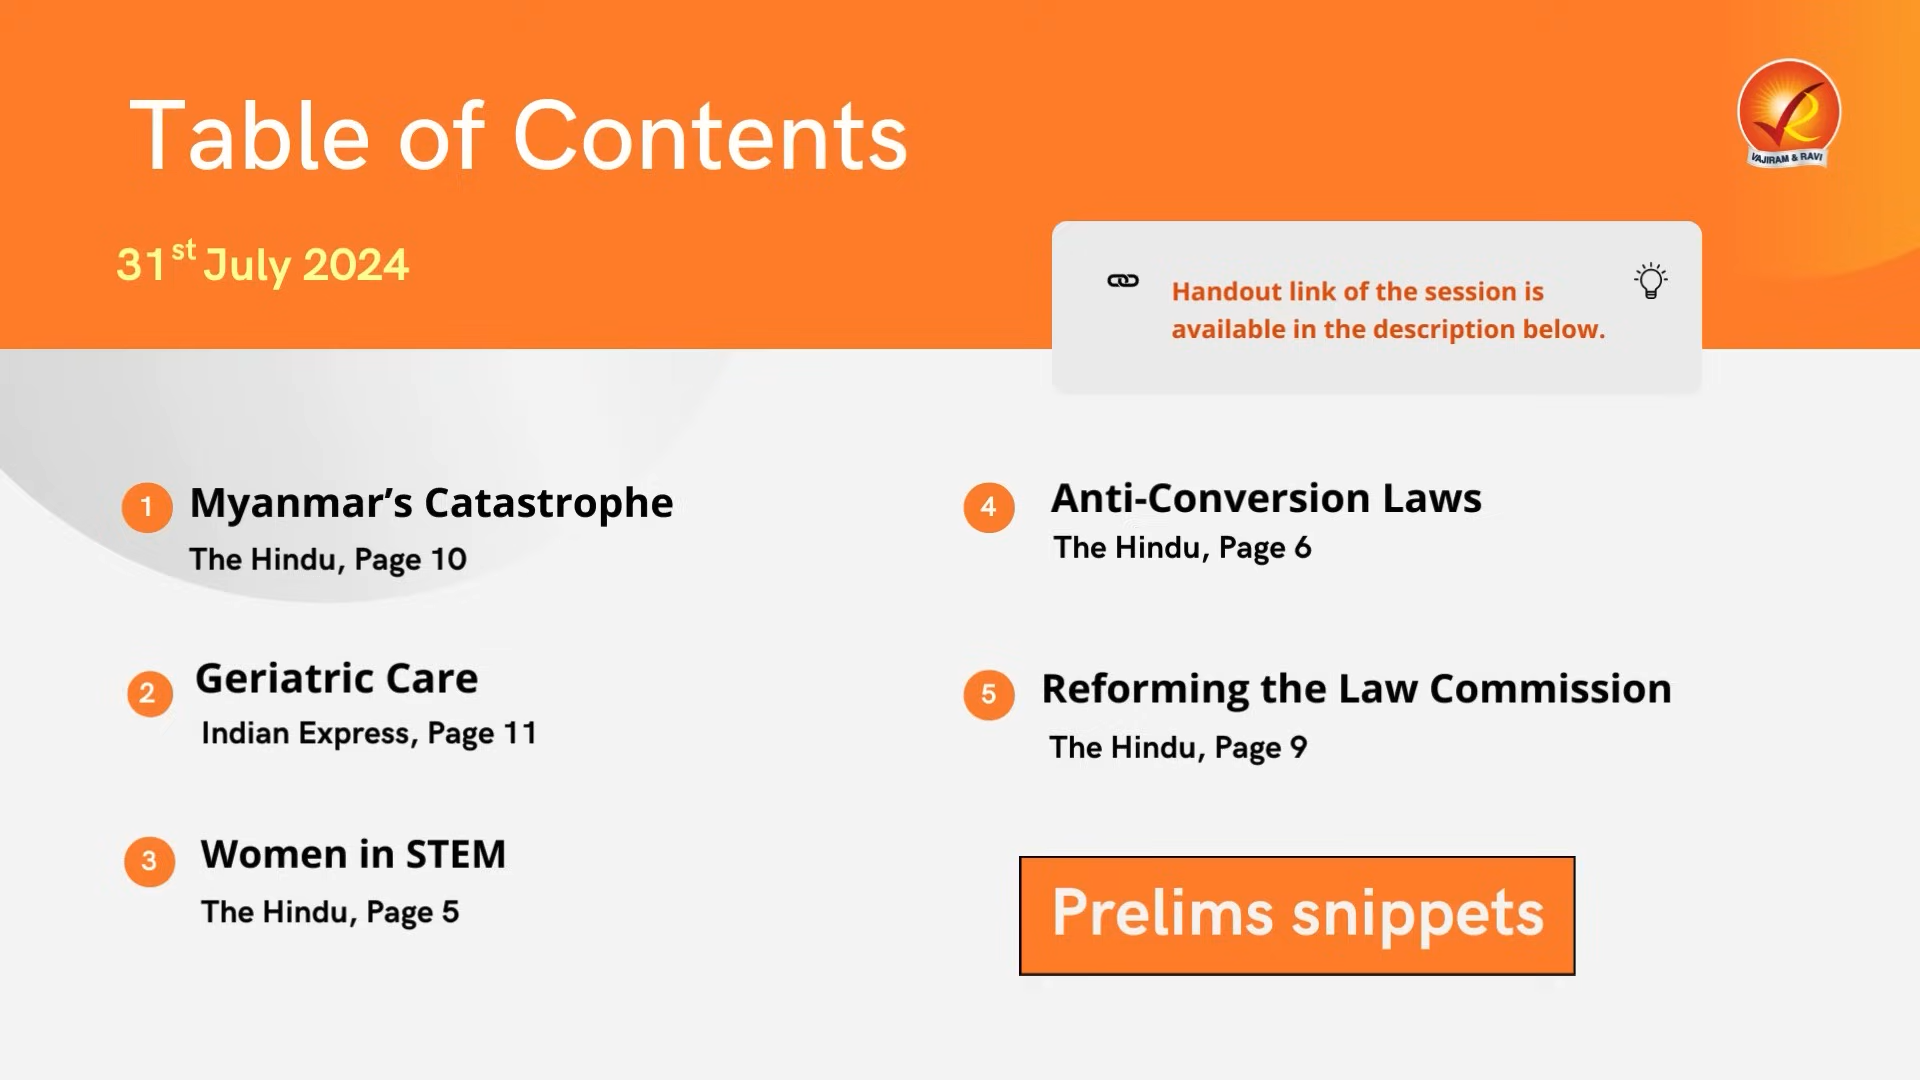 Table of Contents
VAJIRAM & RAVI
31st July 2024
Handout link of the session is
available in the description below.
1 Myanmar’s Catastrophe
The Hindu, Page 10
2 Geriatric Care
Indian Express, Page 11
3 Women in STEM
The Hindu, Page 5
4 Anti-Conversion Laws
The Hindu, Page 6
5 Reforming the Law Commission
The Hindu, Page 9
Prelims snippets